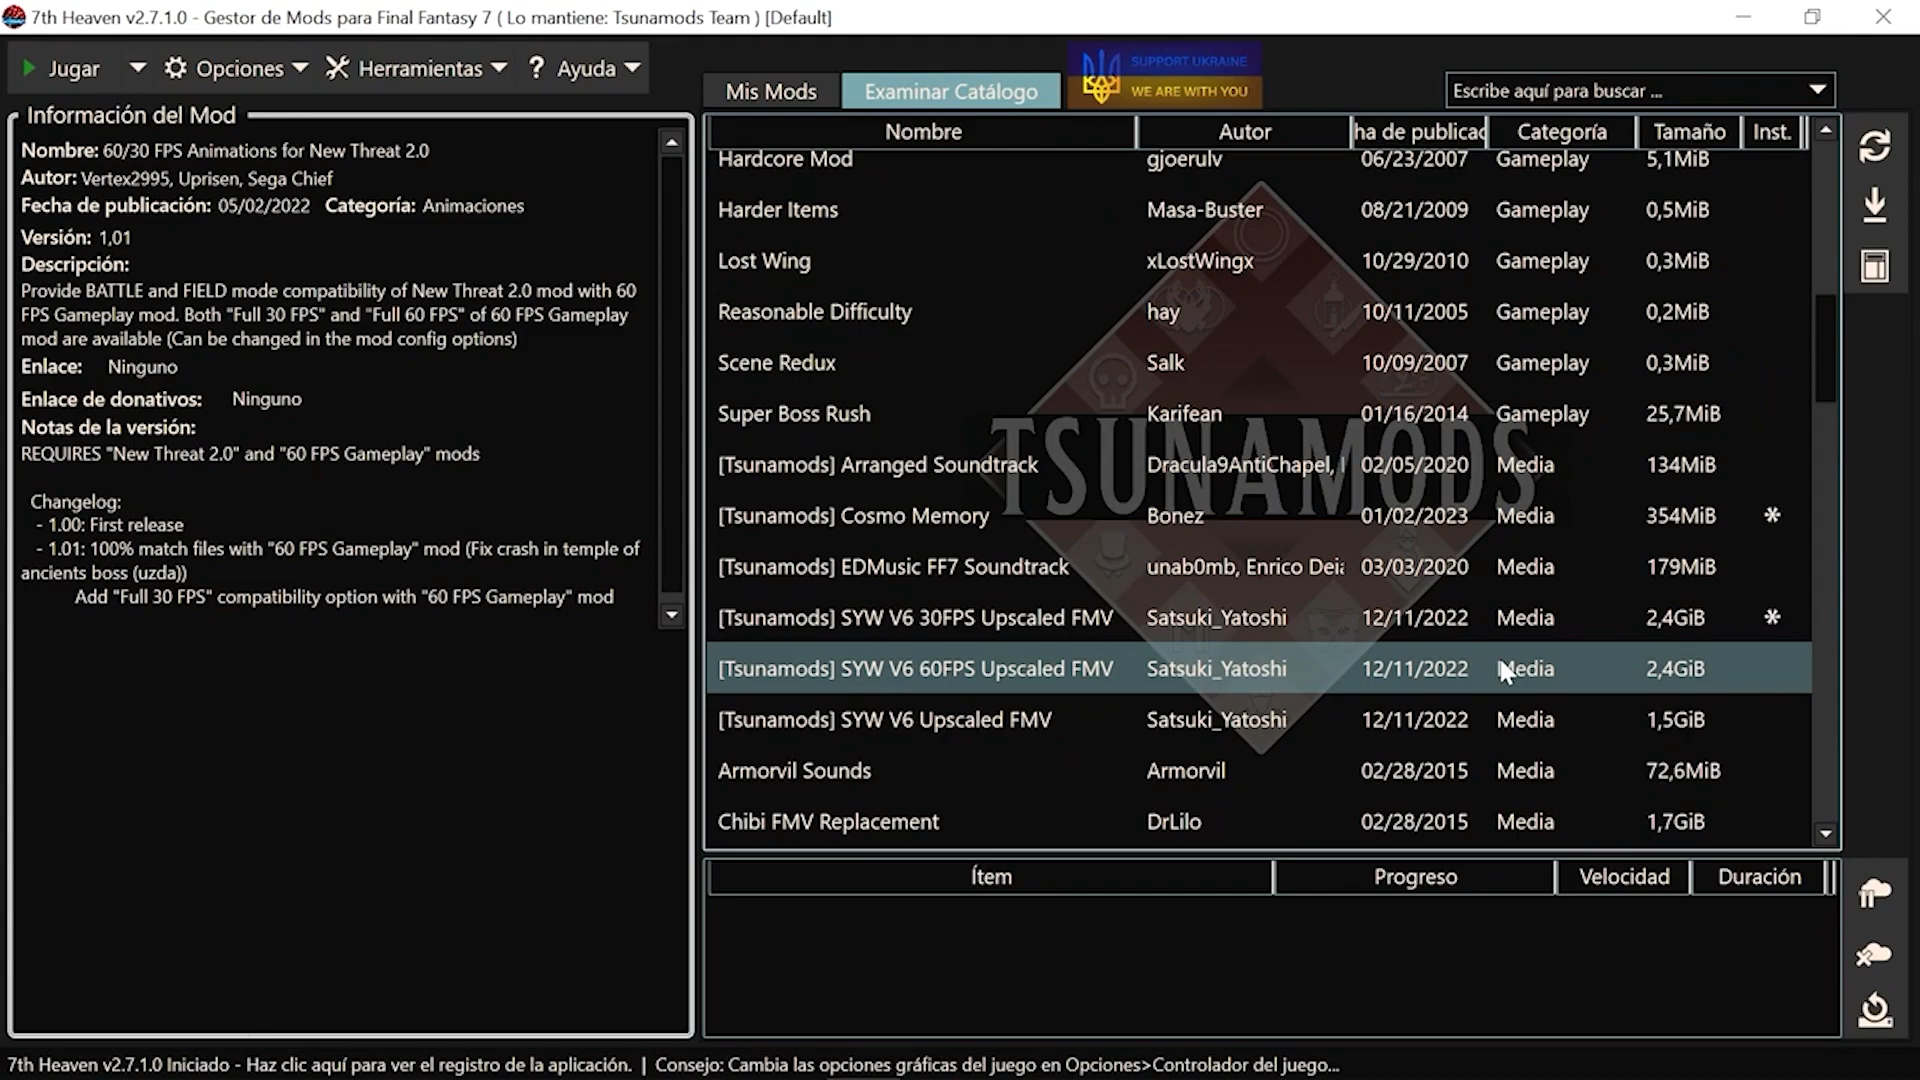 7th Heaven v2.7.1.0 - Gestor de Mods para Final Fantasy 7 ( Lo mantiene: Tsunamods Team ) [Default]
Jugar Opciones Herramientas ? Ayuda
Mis Mods Examinar Catálogo
SUPPORT UKRAINE
WE ARE WITH YOU
Escribe aquí para buscar ...
Información del Mod
Nombre: 60/30 FPS Animations for New Threat 2.0
Autor: Vertex2995, Uprisen, Sega Chief
Fecha de publicación: 05/02/2022 Categoría: Animaciones
Versión: 1,01
Descripción:
Provide BATTLE and FIELD mode compatibility of New Threat 2.0 mod with 60
FPS Gameplay mod. Both "Full 30 FPS" and "Full 60 FPS" of 60 FPS Gameplay
mod are available (Can be changed in the mod config options)
Enlace: Ninguno
Enlace de donativos: Ninguno
Notas de la versión:
REQUIRES "New Threat 2.0" and "60 FPS Gameplay" mods
Changelog:
- 1.00: First release
- 1.01: 100% match files with "60 FPS Gameplay" mod (Fix crash in temple of
ancients boss (uzda))
Add "Full 30 FPS" compatibility option with "60 FPS Gameplay" mod
Nombre Autor ha de publicac Categoría Tamaño Inst.
Hardcore Mod gjoerulv 06/23/2007 Gameplay 5,1MiB
Harder Items Masa-Buster 08/21/2009 Gameplay 0,5MiB
Lost Wing xLostWingx 10/29/2010 Gameplay 0,3MiB
Reasonable Difficulty hay 10/11/2005 Gameplay 0,2MiB
Scene Redux Salk 10/09/2007 Gameplay 0,3MiB
Super Boss Rush Karifean 01/16/2014 Gameplay 25,7MiB
[Tsunamods] Arranged Soundtrack Dracula9AntiChapel, 02/05/2020 Media 134MiB
[Tsunamods] Cosmo Memory Bonez 01/02/2023 Media 354MiB *
[Tsunamods] EDMusic FF7 Soundtrack unab0mb, Enrico Deia 03/03/2020 Media 179MiB
[Tsunamods] SYW V6 30FPS Upscaled FMV Satsuki_Yatoshi 12/11/2022 Media 2,4GiB *
[Tsunamods] SYW V6 60FPS Upscaled FMV Satsuki_Yatoshi 12/11/2022 Media 2,4GiB
[Tsunamods] SYW V6 Upscaled FMV Satsuki_Yatoshi 12/11/2022 Media 1,5GiB
Armorvil Sounds Armorvil 02/28/2015 Media 72,6MiB
Chibi FMV Replacement DrLilo 02/28/2015 Media 1,7GiB
TSUNAMODS
Ítem Progreso Velocidad Duración
7th Heaven v2.7.1.0 Iniciado - Haz clic aquí para ver el registro de la aplicación. | Consejo: Cambia las opciones gráficas del juego en Opciones>Controlador del juego...